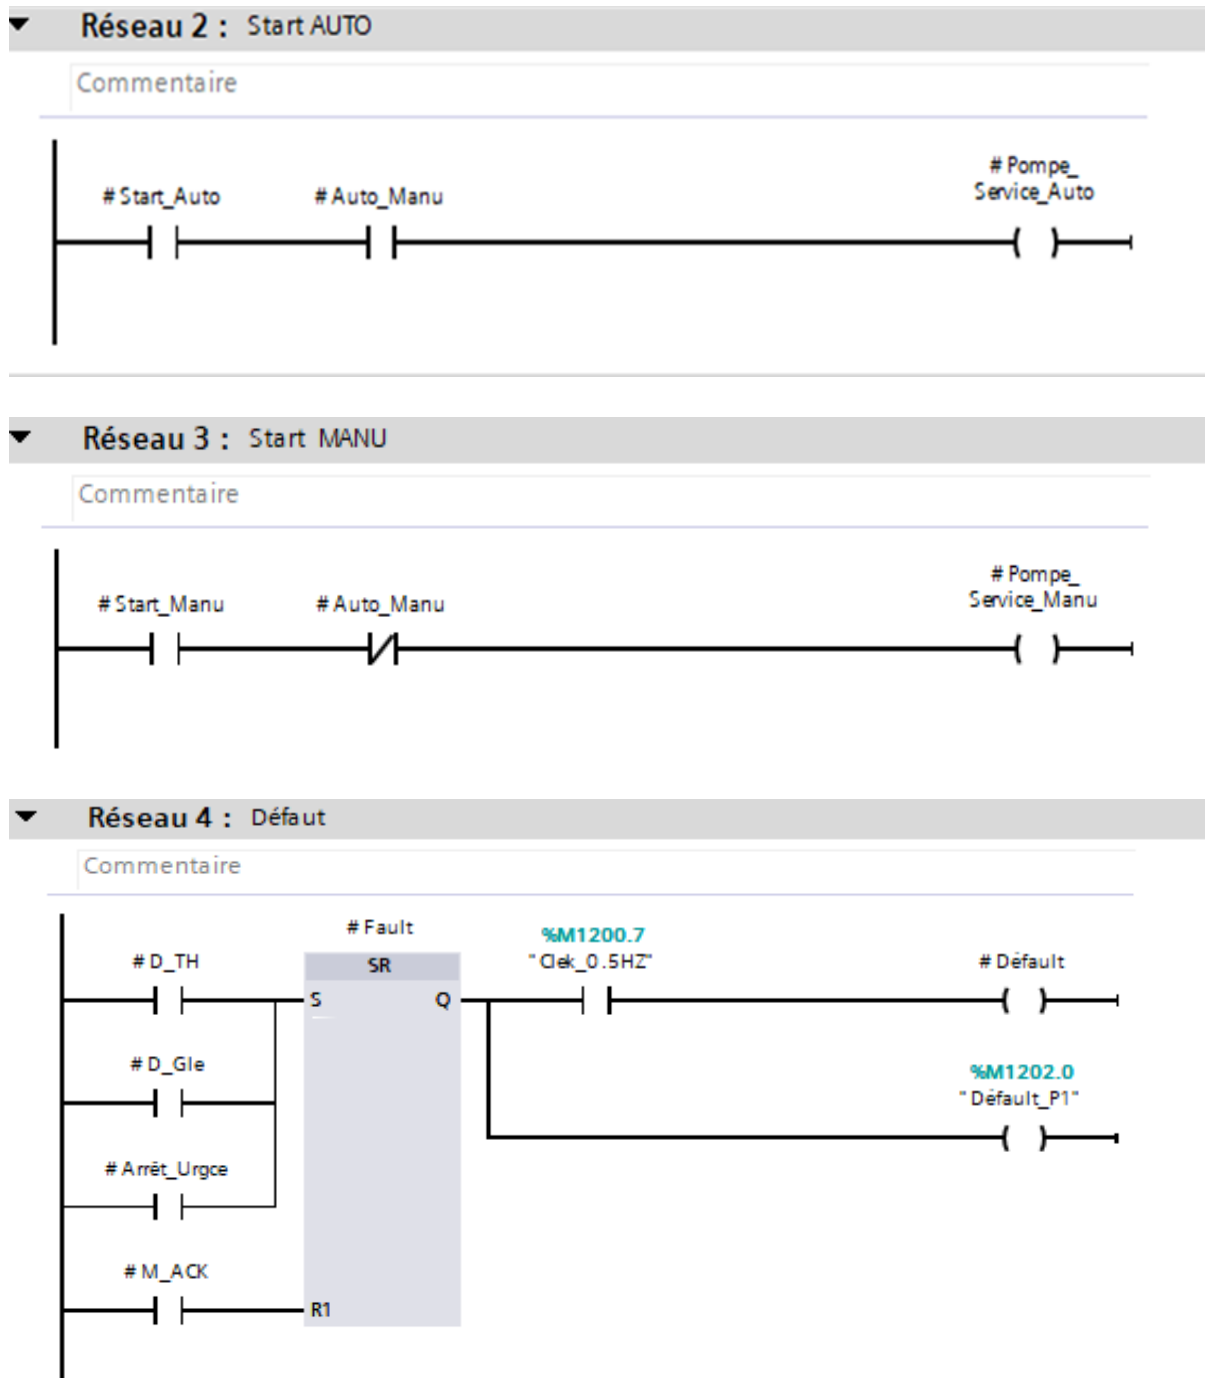 Réseau 2 : Start AUTO
Commentaire
#Pompe_
#Start_Auto #Auto_Manu Service_Auto
Réseau 3 : Start MANU
Commentaire
#Pompe_
#Start_Manu #Auto_Manu Service_Manu
Réseau 4 : Défaut
Commentaire
#Fault %M1200.7
#D_TH SR "Clek_0.5HZ" #Défault
S Q
#D_Gle %M1202.0
"Défault_P1"
#Arrêt_Urgce
#M_ACK
R1